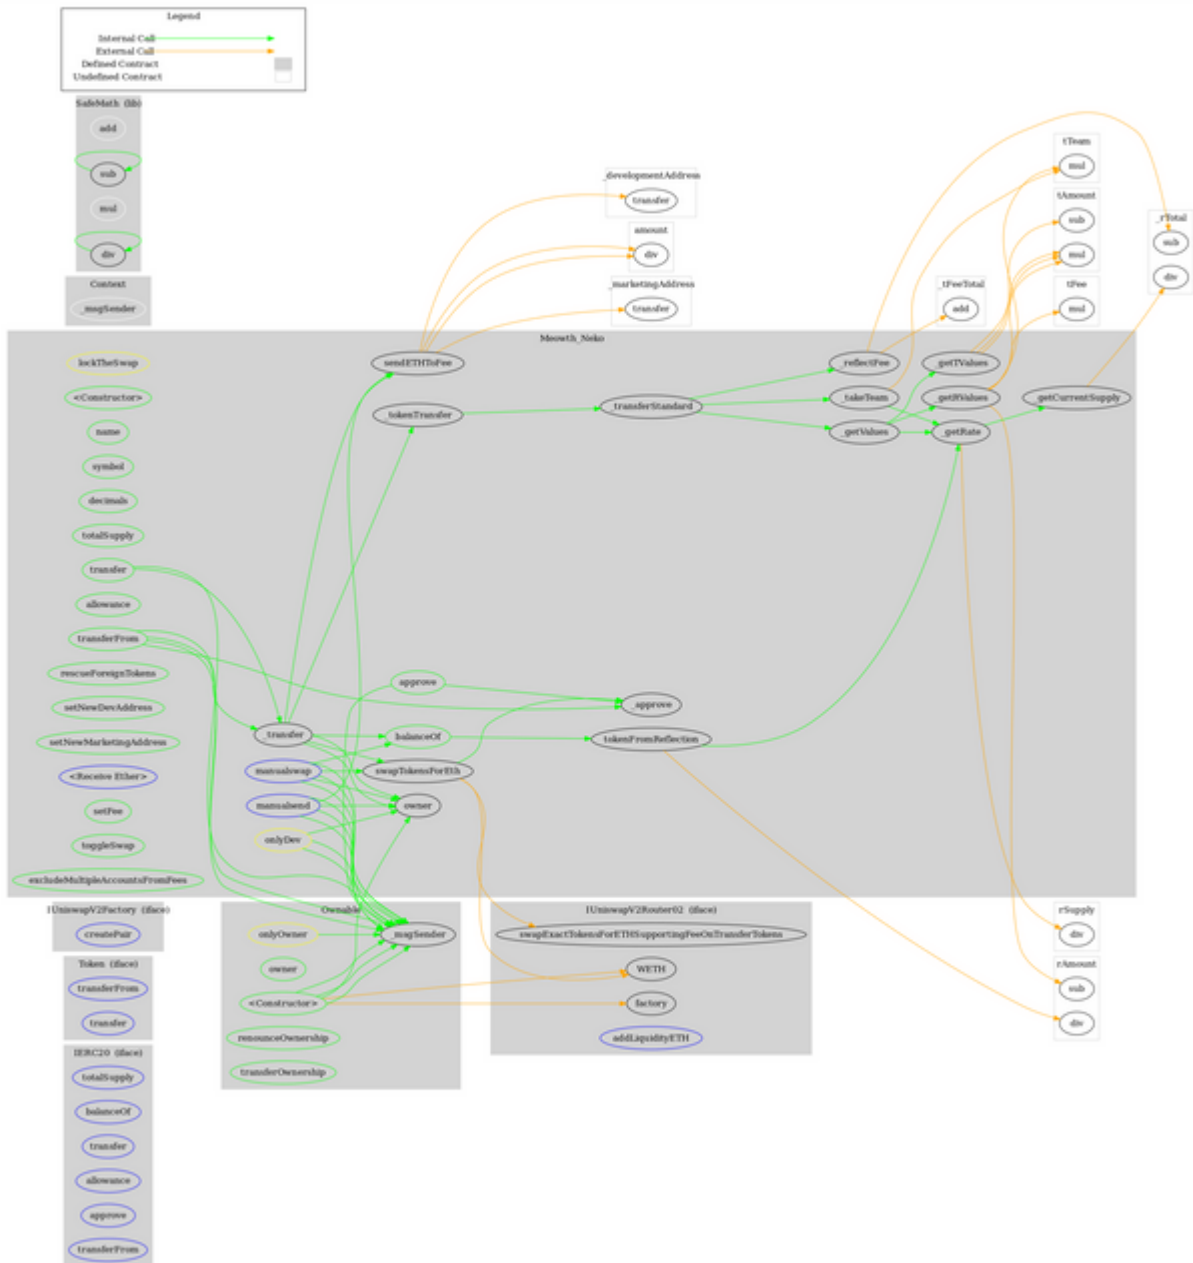 Legend
Internal Call
External Call
Defined Contract
Undefined Contract
SafeMath (lib)
add
sub
mul
div
Context
_msgSender
_developmentAddress
transfer
amount
div
_marketingAddress
transfer
_tFeeTotal
add
tTeam
mul
tAmount
sub
mul
tFee
mul
_rTotal
sub
div
Meowth_Neko
lockTheSwap
<Constructor>
name
symbol
decimals
totalSupply
transfer
allowance
transferFrom
rescueForeignTokens
setNewDevAddress
setNewMarketingAddress
<Receive Ether>
setFee
toggleSwap
excludeMultipleAccountsFromFees
_transfer
manualswap
manualsend
onlyDev
sendETHToFee
_tokenTransfer
approve
balanceOf
swapTokensForEth
owner
_transferStandard
_approve
tokenFromReflection
_reflectFee
_takeTeam
_getValues
_getTValues
_getRValues
_getRate
_getCurrentSupply
IUniswapV2Factory (iface)
createPair
Token (iface)
transferFrom
transfer
IERC20 (iface)
totalSupply
balanceOf
transfer
allowance
approve
transferFrom
Ownable
onlyOwner
owner
<Constructor>
renounceOwnership
transferOwnership
_msgSender
IUniswapV2Router02 (iface)
swapExactTokensForETHSupportingFeeOnTransferTokens
WETH
factory
addLiquidityETH
rSupply
div
rAmount
sub
div